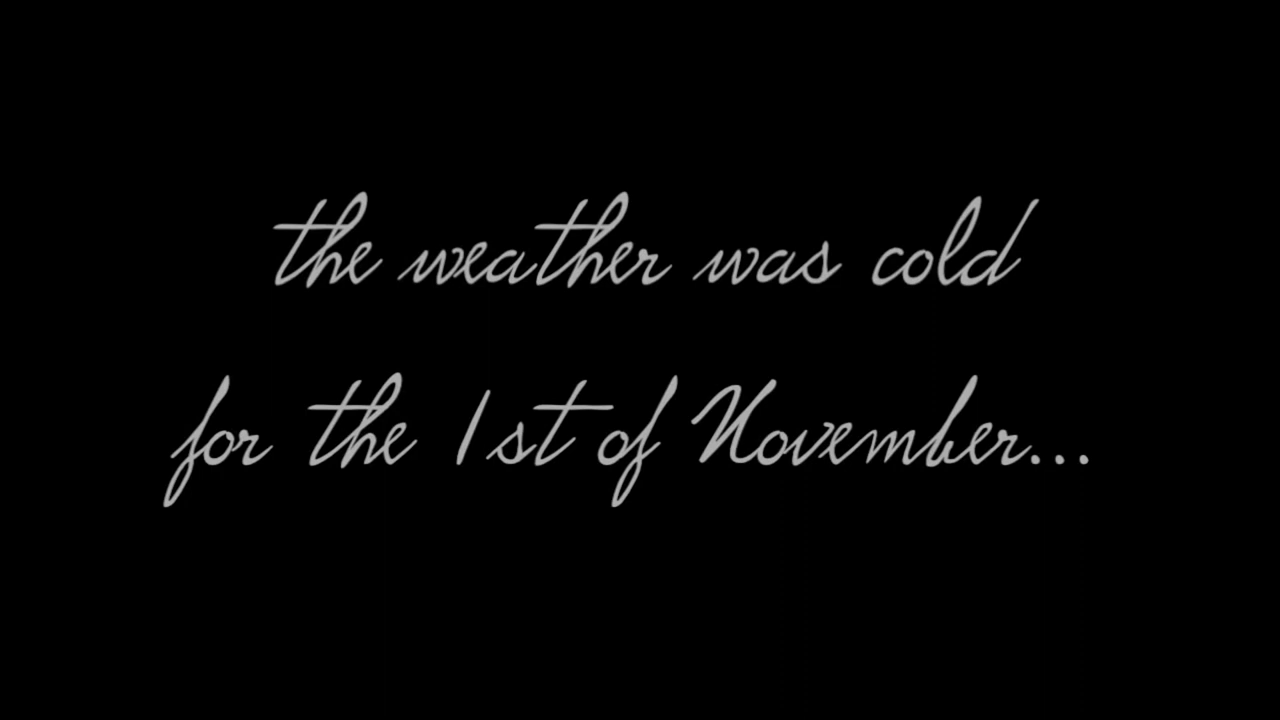 the weather was cold
for the 1st of November...